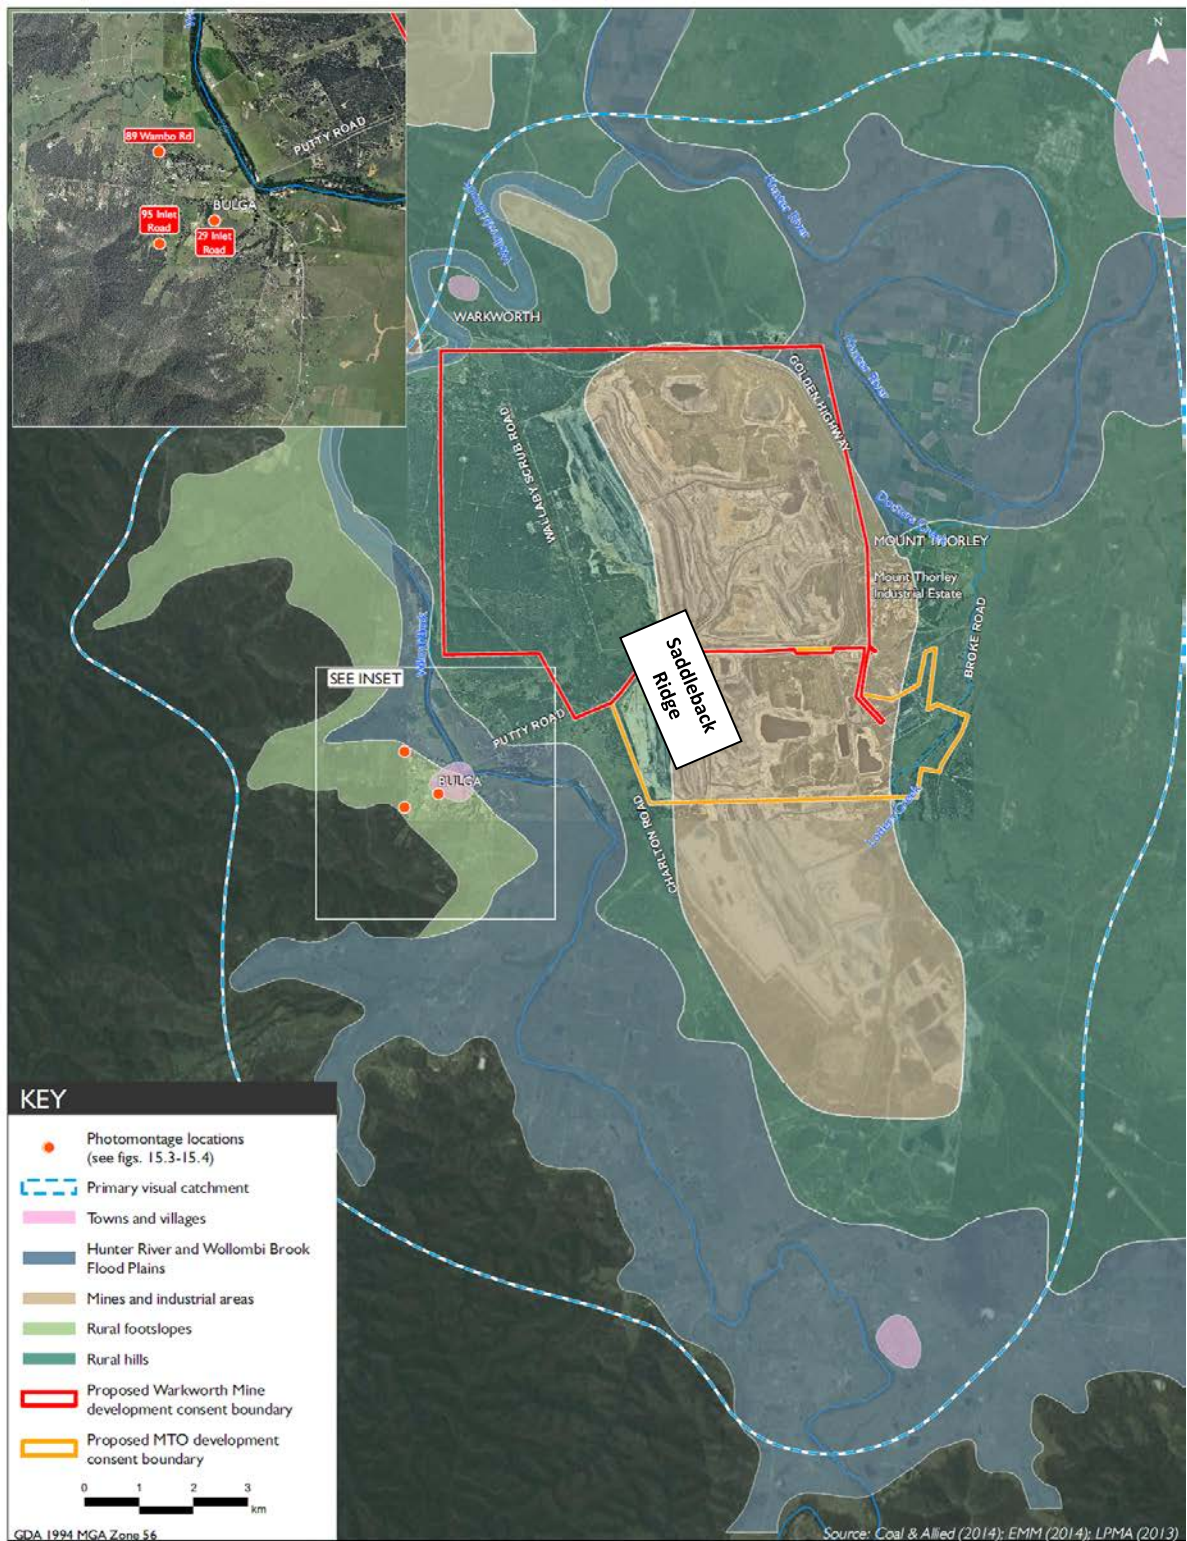 N
PUTTY ROAD
89 Wambo Rd
BULGA
95 Inlet
Road
29 Inlet
Road
Hunter River
WARKWORTH
Hunter River
GOLDEN HIGHWAY
WALLABY SCRUB ROAD
Doctors Creek
MOUNT THORLEY
Mount Thorley
Industrial Estate
BROKE ROAD
Saddleback
Ridge
SEE INSET
PUTTY ROAD
BULGA
CHARLTON ROAD
KEY
Photomontage locations
(see figs. 15.3-15.4)
Primary visual catchment
Towns and villages
Hunter River and Wollombi Brook
Flood Plains
Mines and industrial areas
Rural footslopes
Rural hills
Proposed Warkworth Mine
development consent boundary
Proposed MTO development
consent boundary
0 1 2 3
km
GDA 1994 MGA Zone 56
Source: Coal & Allied (2014); EMM (2014); LPMA (2013)